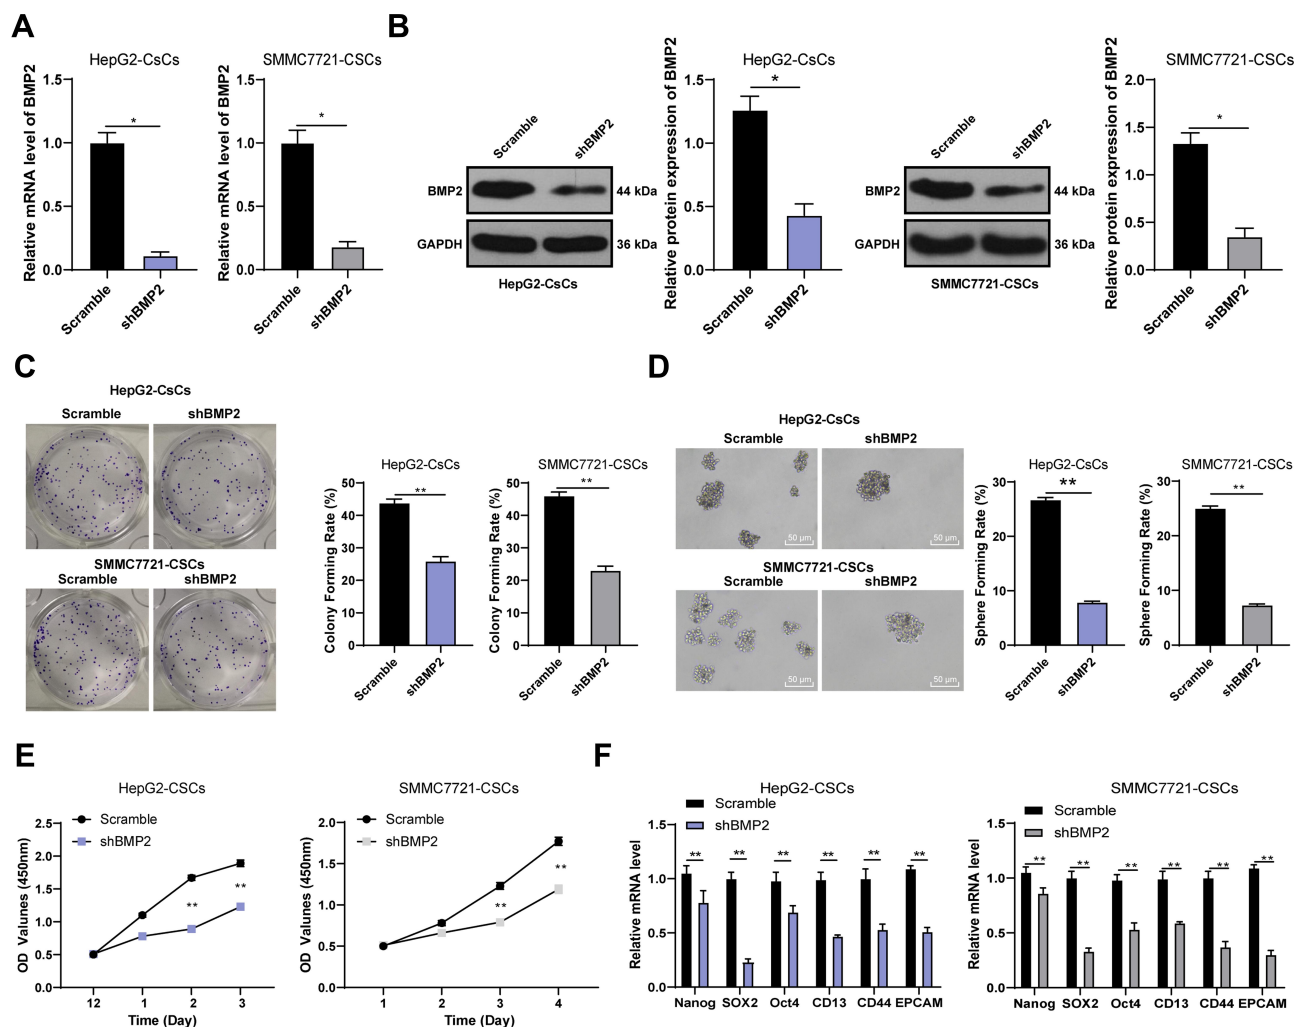 A
HepG2-CsCs
Relative mRNA level of BMP2
1.5
1.0
0.5
0.0
*
Scramble
shBMP2
SMMC7721-CSCs
Relative mRNA level of BMP2
1.5
1.0
0.5
0.0
*
Scramble
shBMP2
B
Scramble
shBMP2
BMP2
44 kDa
GAPDH
36 kDa
HepG2-CsCs
HepG2-CsCs
Relative protein expression of BMP2
1.5
1.0
0.5
0.0
*
Scramble
shBMP2
Scramble
shBMP2
BMP2
44 kDa
GAPDH
36 kDa
SMMC7721-CSCs
SMMC7721-CSCs
Relative protein expression of BMP2
2.0
1.5
1.0
0.5
0.0
*
Scramble
shBMP2
C
HepG2-CsCs
Scramble
shBMP2
SMMC7721-CSCs
Scramble
shBMP2
HepG2-CsCs
Colony Forming Rate (%)
50
40
30
20
10
0
**
Scramble
shBMP2
SMMC7721-CSCs
Colony Forming Rate (%)
50
40
30
20
10
0
**
Scramble
shBMP2
D
HepG2-CsCs
Scramble
shBMP2
50 µm
50 µm
SMMC7721-CSCs
Scramble
shBMP2
50 µm
50 µm
HepG2-CsCs
Sphere Forming Rate (%)
30
20
10
0
**
Scramble
shBMP2
SMMC7721-CSCs
Sphere Forming Rate (%)
30
20
10
0
**
Scramble
shBMP2
E
HepG2-CSCs
Scramble
shBMP2
OD Valunes (450nm)
2.5
2.0
1.5
1.0
0.5
0.0
**
**
12
1
2
3
Time (Day)
SMMC7721-CSCs
Scramble
shBMP2
OD Valunes (450nm)
2.0
1.5
1.0
0.5
0.0
**
**
1
2
3
4
Time (Day)
F
HepG2-CSCs
Scramble
shBMP2
Relative mRNA level
1.5
1.0
0.5
0.0
** ** ** ** ** **
Nanog SOX2 Oct4 CD13 CD44 EPCAM
SMMC7721-CSCs
Scramble
shBMP2
Relative mRNA level
1.5
1.0
0.5
0.0
** ** ** ** ** **
Nanog SOX2 Oct4 CD13 CD44 EPCAM